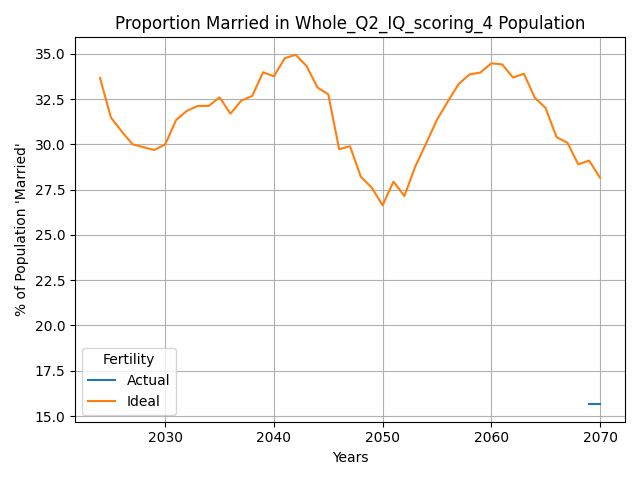 Proportion Married in Whole_Q2_IQ_scoring_4 Population
% of Population 'Married'
35.0
32.5
30.0
27.5
25.0
22.5
20.0
17.5
15.0
Fertility
Actual
Ideal
2030
2040
2050
2060
2070
Years